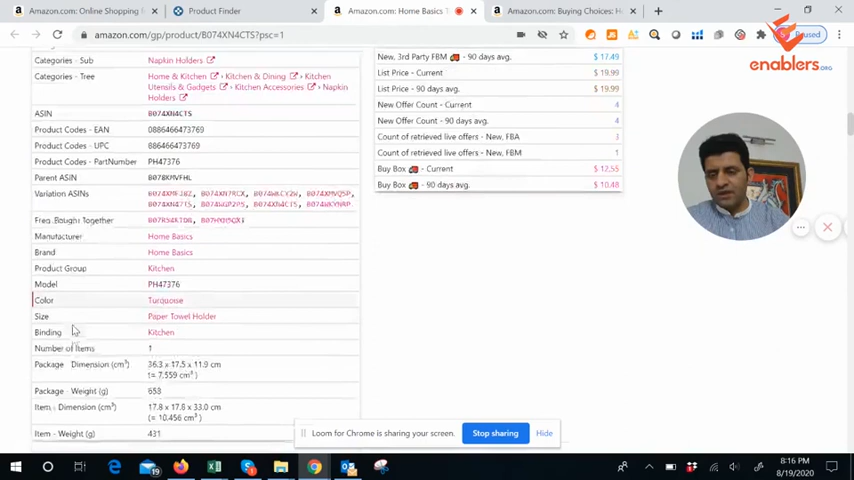 Amazon.com: Online Shopping
Product Finder
Amazon.com: Home Basics T
Amazon.com: Buying Choices: H
amazon.com/gp/product/B074XN4CTS?psc=1
Paused
enablers.ORG
Categories - Sub Napkin Holders
Categories - Tree Home & Kitchen › Kitchen & Dining › Kitchen
Utensils & Gadgets › Kitchen Accessories › Napkin
Holders
ASIN B074XN4CTS
Product Codes - EAN 0886466473769
Product Codes - UPC 886466473769
Product Codes - PartNumber PH47376
Parent ASIN
Variation ASINs
Freq. Bought Together
Manufacturer Home Basics
Brand Home Basics
Product Group Kitchen
Model PH47376
Color Turquoise
Size Paper Towel Holder
Binding Kitchen
Number of Items 1
Package - Dimension (cm³) 36.3 x 17.5 x 11.9 cm
(= 7.559 cm³)
Package - Weight (g) 653
Item - Dimension (cm³) 17.8 x 17.8 x 33.0 cm
(= 10.456 cm³)
Item - Weight (g) 431
New, 3rd Party FBM 90 days avg. $ 17.49
List Price - Current $ 19.99
List Price - 90 days avg. $ 19.99
New Offer Count - Current 4
New Offer Count - 90 days avg. 4
Count of retrieved live offers - New, FBA 3
Count of retrieved live offers - New, FBM 1
Buy Box - Current $ 12.55
Buy Box - 90 days avg. $ 10.48
Loom for Chrome is sharing your screen.
Stop sharing
Hide
19
8:16 PM
8/19/2020